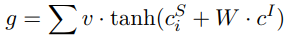 g = ∑ v · tanh(c_i^S + W · c^I)